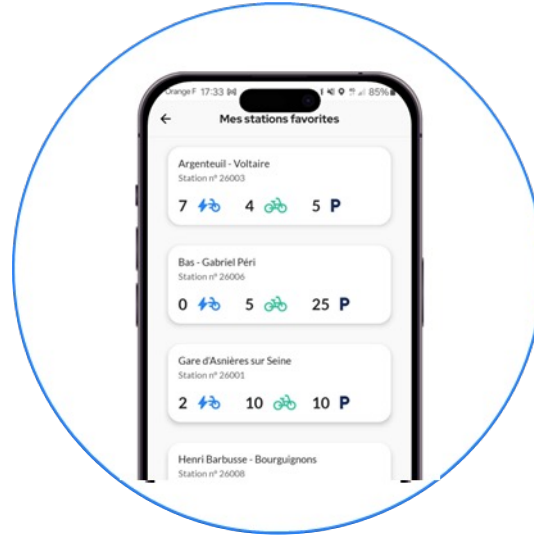 Orange F 17:33
85%
Mes stations favorites
Argenteuil - Voltaire
Station n° 26003
7 4 5 P
Bas - Gabriel Péri
Station n° 26006
0 5 25 P
Gare d'Asnières sur Seine
Station n° 26001
2 10 10 P
Henri Barbusse - Bourguignons
Station n° 26008